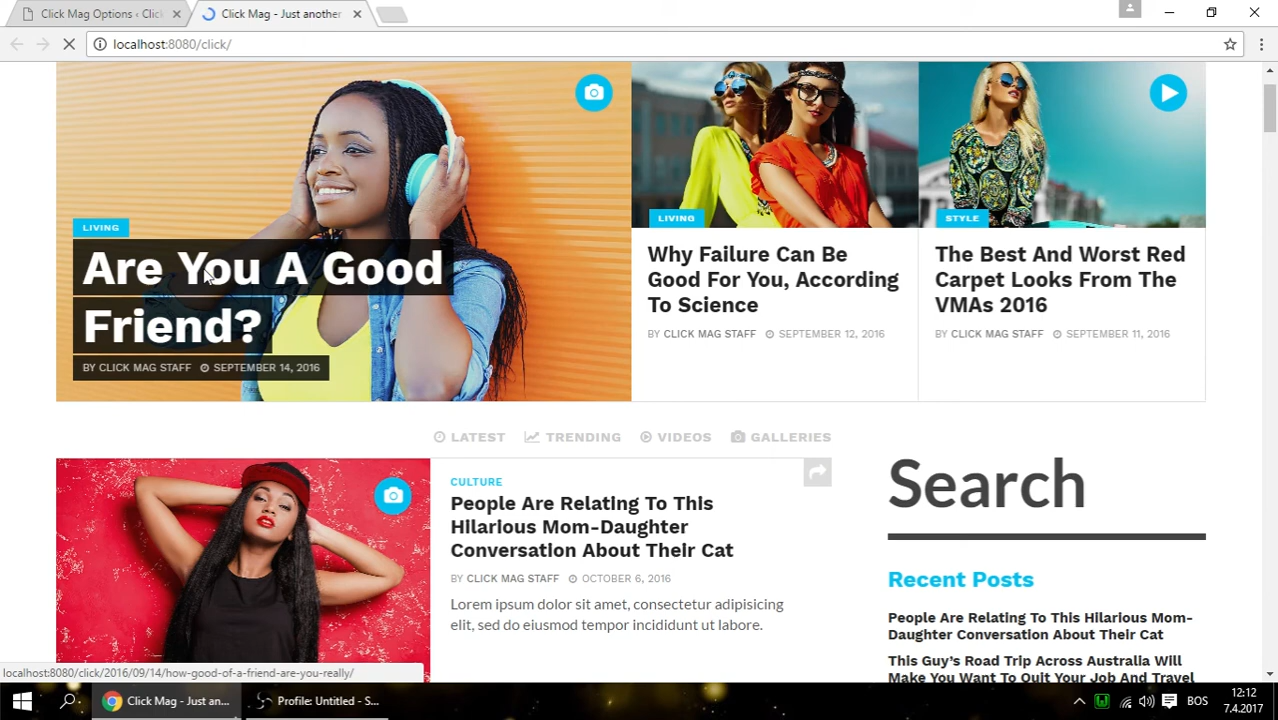 Click Mag Options ‹ Click
Click Mag - Just another
localhost:8080/click/
LIVING
Are You A Good
Friend?
BY CLICK MAG STAFF SEPTEMBER 14, 2016
LIVING
Why Failure Can Be
Good For You, According
To Science
BY CLICK MAG STAFF SEPTEMBER 12, 2016
STYLE
The Best And Worst Red
Carpet Looks From The
VMAs 2016
BY CLICK MAG STAFF SEPTEMBER 11, 2016
LATEST TRENDING VIDEOS GALLERIES
CULTURE
People Are Relating To This
Hilarious Mom-Daughter
Conversation About Their Cat
BY CLICK MAG STAFF OCTOBER 6, 2016
Lorem ipsum dolor sit amet, consectetur adipisicing
elit, sed do eiusmod tempor incididunt ut labore.
Search
Recent Posts
People Are Relating To This Hilarious Mom-
Daughter Conversation About Their Cat
This Guy's Road Trip Across Australia Will
Make You Want To Quit Your Job And Travel
localhost:8080/click/2016/09/14/how-good-of-a-friend-are-you-really/
Click Mag - Just an...
Profile: Untitled - S...
BOS
12:12
7.4.2017